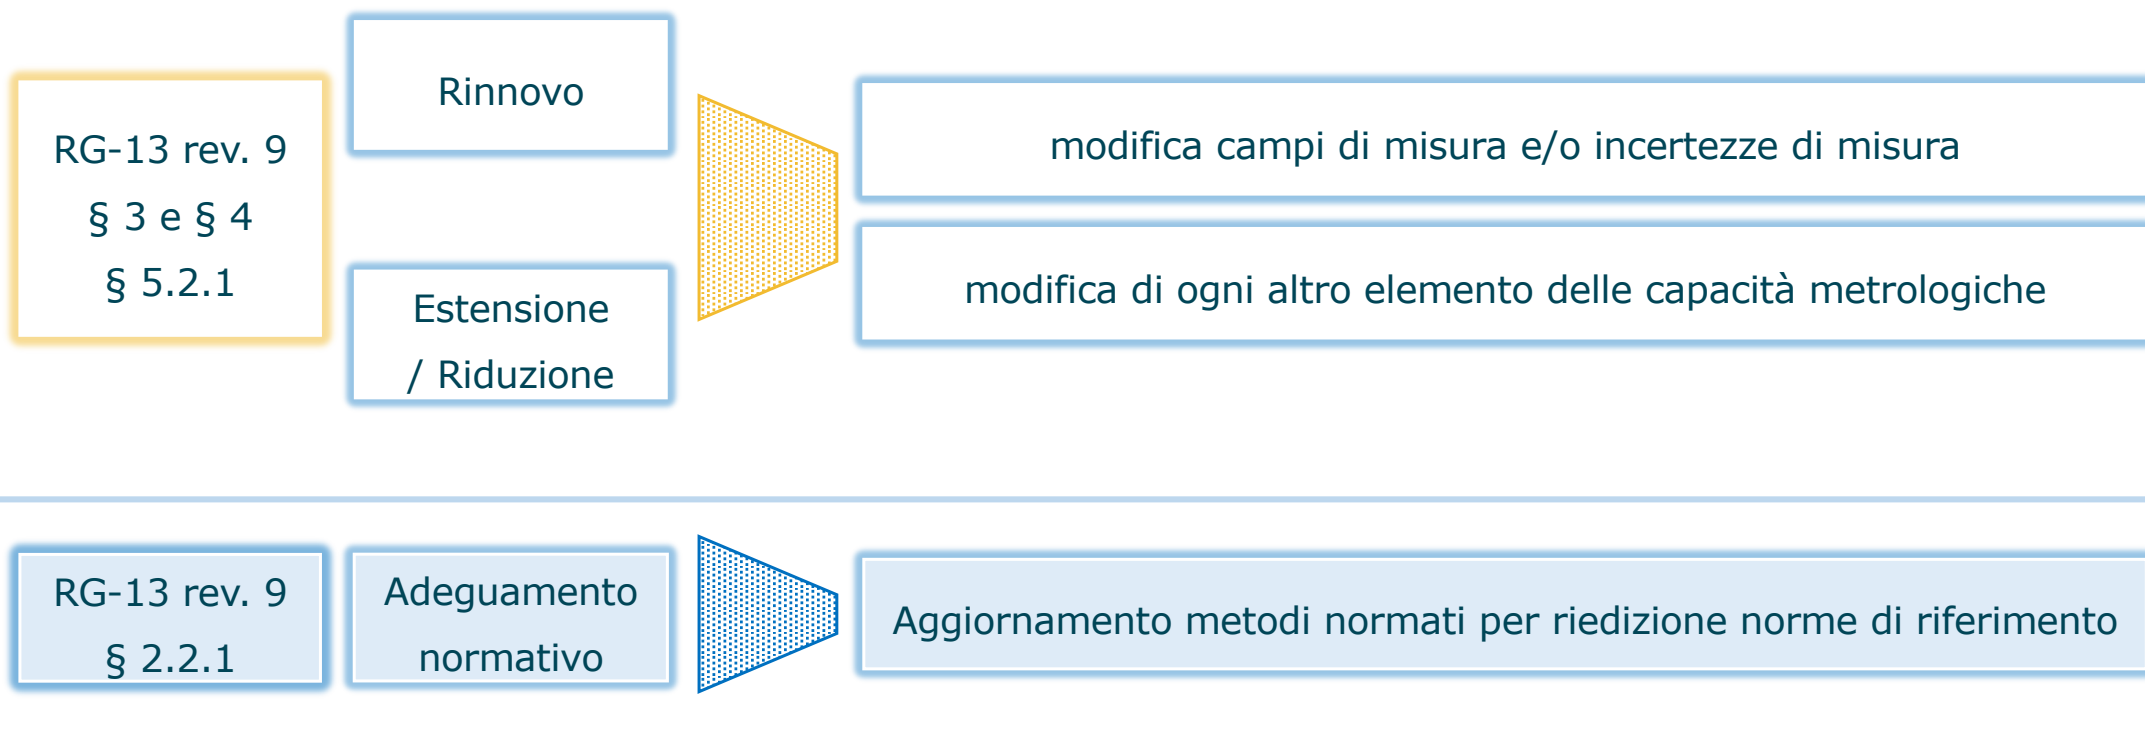 RG-13 rev. 9
§ 3 e § 4
§ 5.2.1
Rinnovo
Estensione
/ Riduzione
modifica campi di misura e/o incertezze di misura
modifica di ogni altro elemento delle capacità metrologiche
RG-13 rev. 9
§ 2.2.1
Adeguamento
normativo
Aggiornamento metodi normati per riedizione norme di riferimento